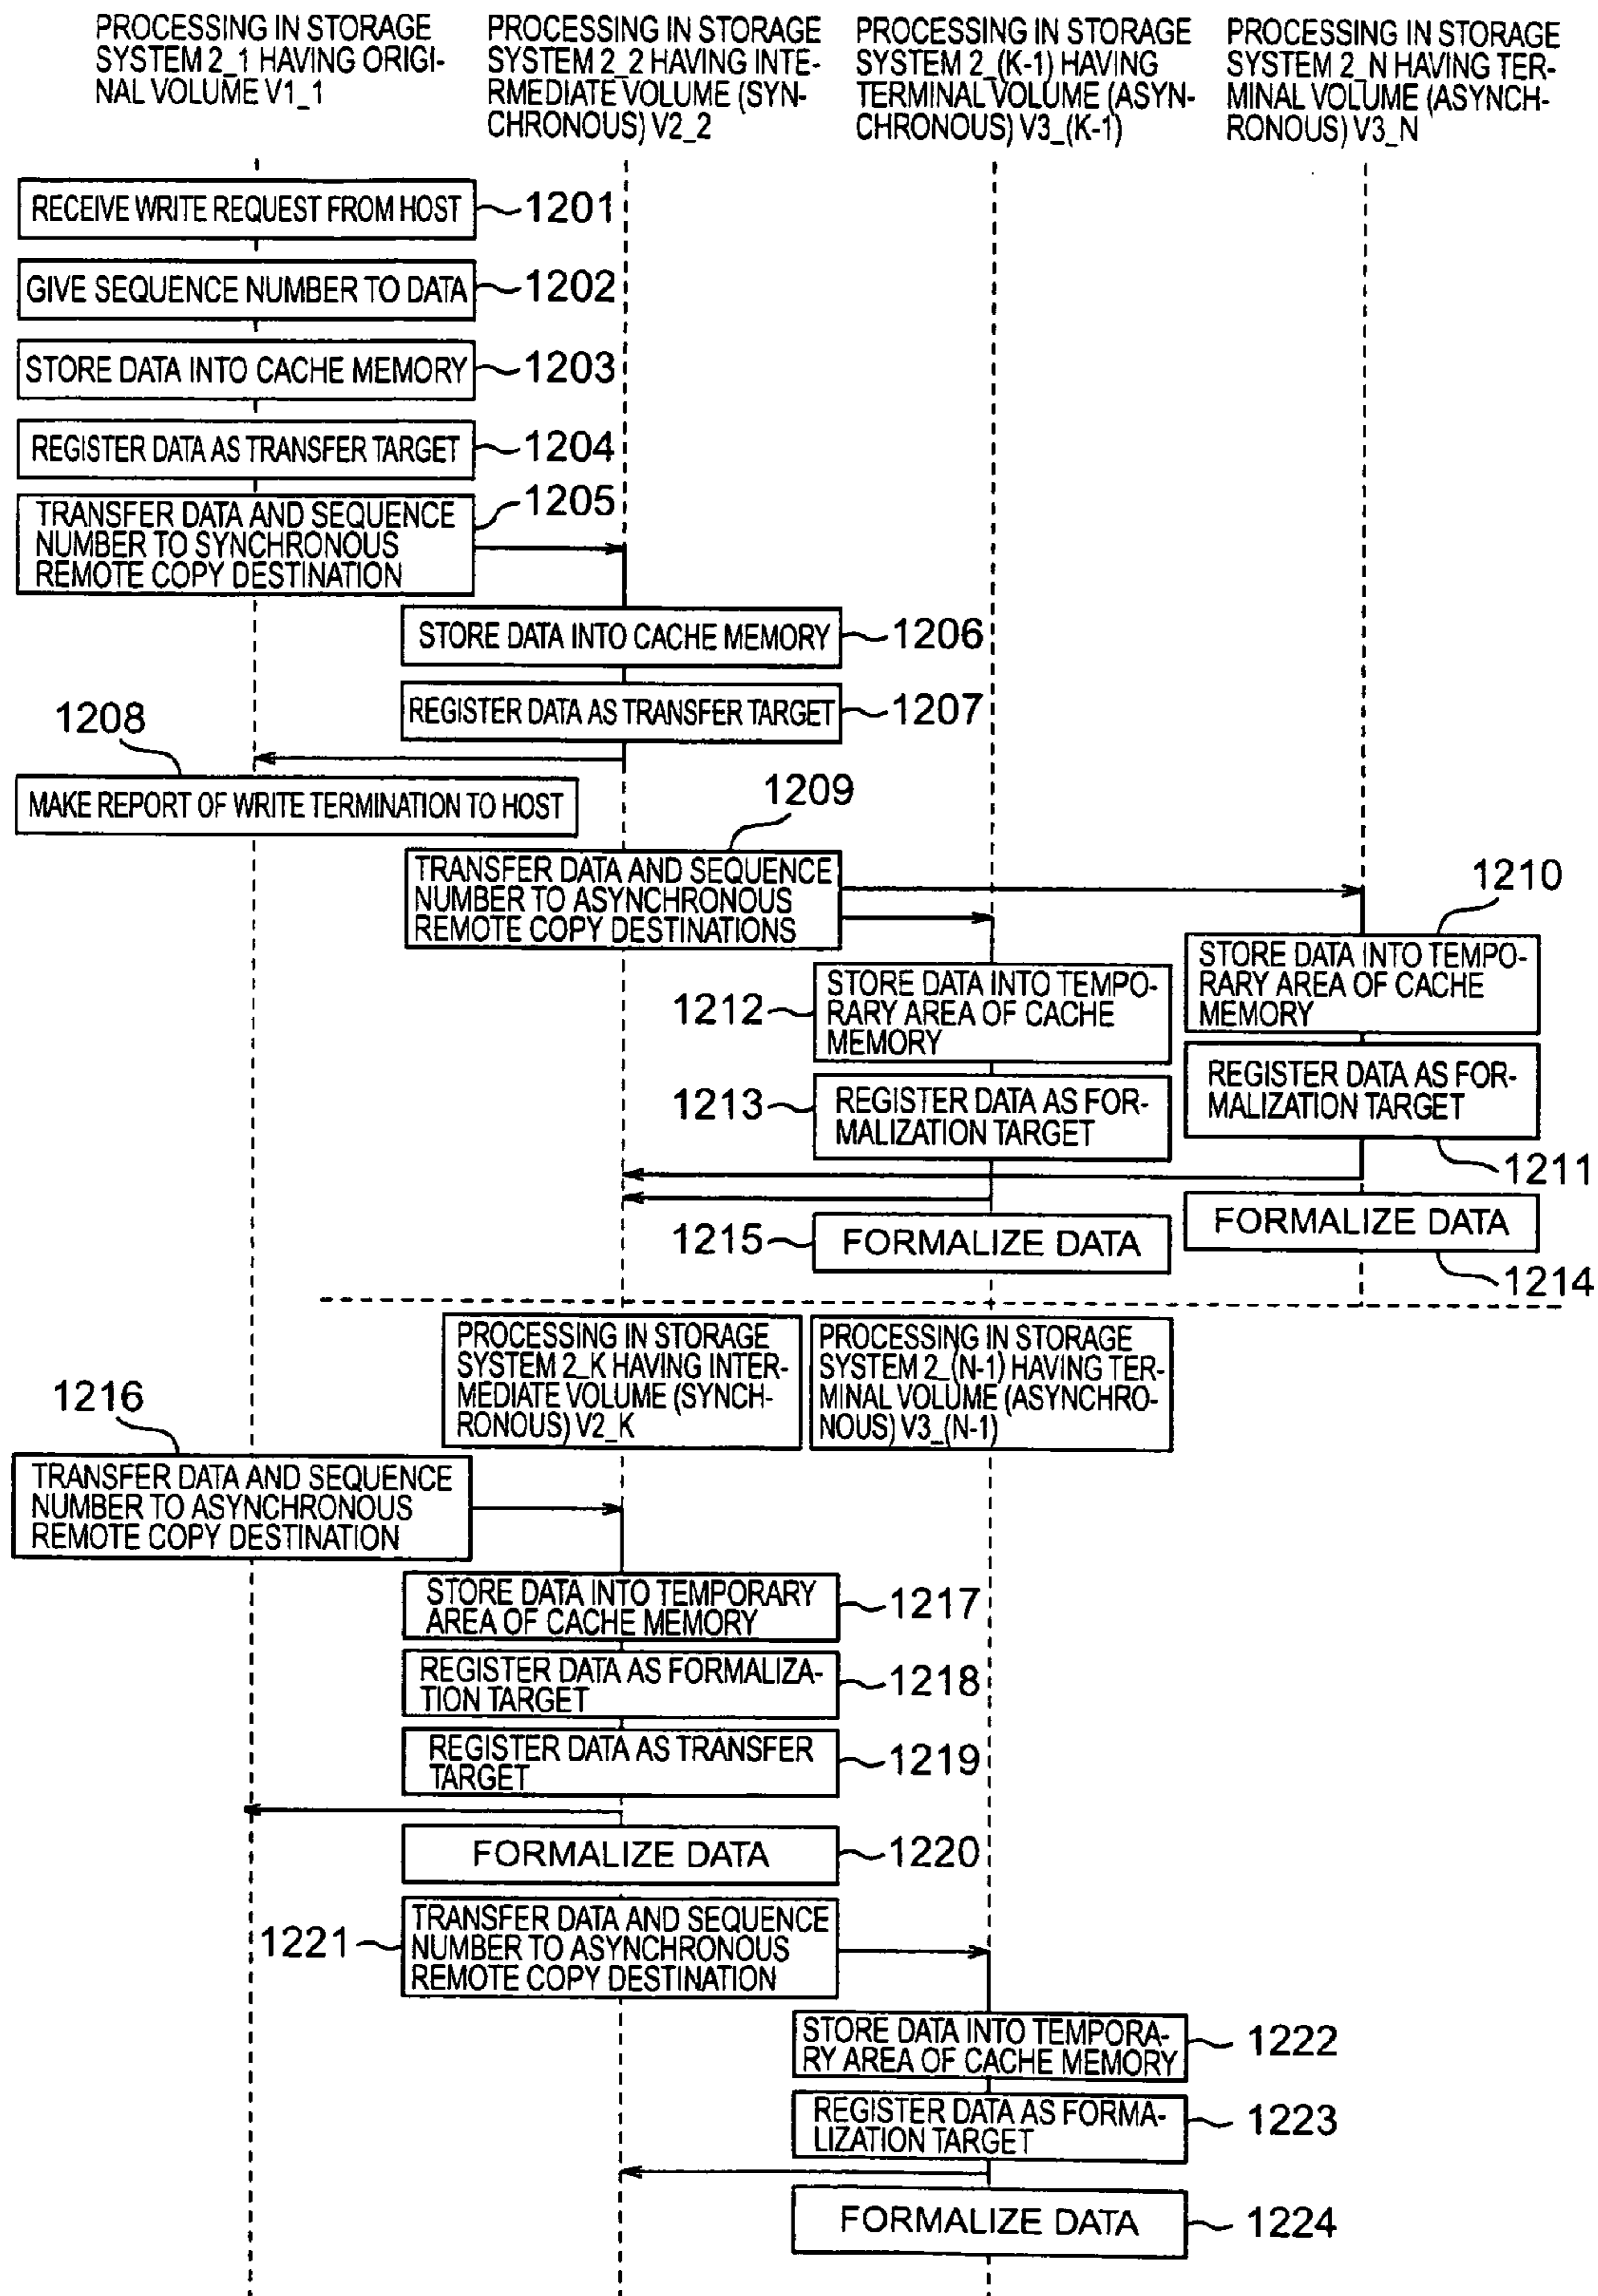 PROCESSING IN STORAGE
SYSTEM 2_1 HAVING ORIGI-
NAL VOLUME V1_1
PROCESSING IN STORAGE
SYSTEM 2_2 HAVING INTE-
RMEDIATE VOLUME (SYN-
CHRONOUS) V2_2
PROCESSING IN STORAGE
SYSTEM 2_(K-1) HAVING
TERMINAL VOLUME (ASYN-
CHRONOUS) V3_(K-1)
PROCESSING IN STORAGE
SYSTEM 2_N HAVING TER-
MINAL VOLUME (ASYNCH-
RONOUS) V3_N
RECEIVE WRITE REQUEST FROM HOST
1201
GIVE SEQUENCE NUMBER TO DATA
1202
STORE DATA INTO CACHE MEMORY
1203
REGISTER DATA AS TRANSFER TARGET
1204
TRANSFER DATA AND SEQUENCE
NUMBER TO SYNCHRONOUS
REMOTE COPY DESTINATION
1205
STORE DATA INTO CACHE MEMORY
1206
REGISTER DATA AS TRANSFER TARGET
1207
1208
MAKE REPORT OF WRITE TERMINATION TO HOST
1209
TRANSFER DATA AND SEQUENCE
NUMBER TO ASYNCHRONOUS
REMOTE COPY DESTINATIONS
1210
STORE DATA INTO TEMPO-
RARY AREA OF CACHE
MEMORY
1212
STORE DATA INTO TEMPO-
RARY AREA OF CACHE
MEMORY
REGISTER DATA AS FOR-
MALIZATION TARGET
1211
1213
REGISTER DATA AS FOR-
MALIZATION TARGET
FORMALIZE DATA
1214
1215
FORMALIZE DATA
PROCESSING IN STORAGE
SYSTEM 2_K HAVING INTER-
MEDIATE VOLUME (SYNCH-
RONOUS) V2_K
PROCESSING IN STORAGE
SYSTEM 2_(N-1) HAVING TER-
MINAL VOLUME (ASYNCHRO-
NOUS) V3_(N-1)
1216
TRANSFER DATA AND SEQUENCE
NUMBER TO ASYNCHRONOUS
REMOTE COPY DESTINATION
STORE DATA INTO TEMPORARY
AREA OF CACHE MEMORY
1217
REGISTER DATA AS FORMALIZA-
TION TARGET
1218
REGISTER DATA AS TRANSFER
TARGET
1219
FORMALIZE DATA
1220
1221
TRANSFER DATA AND SEQUENCE
NUMBER TO ASYNCHRONOUS
REMOTE COPY DESTINATION
STORE DATA INTO TEMPORA-
RY AREA OF CACHE MEMORY
1222
REGISTER DATA AS FORMA-
LIZATION TARGET
1223
FORMALIZE DATA
1224